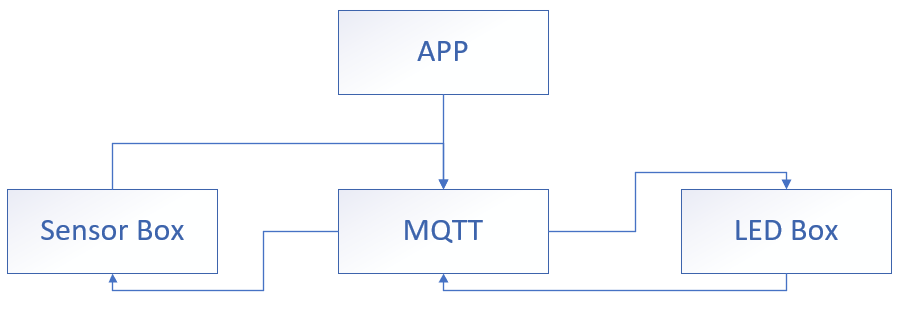 APP
Sensor Box
MQTT
LED Box